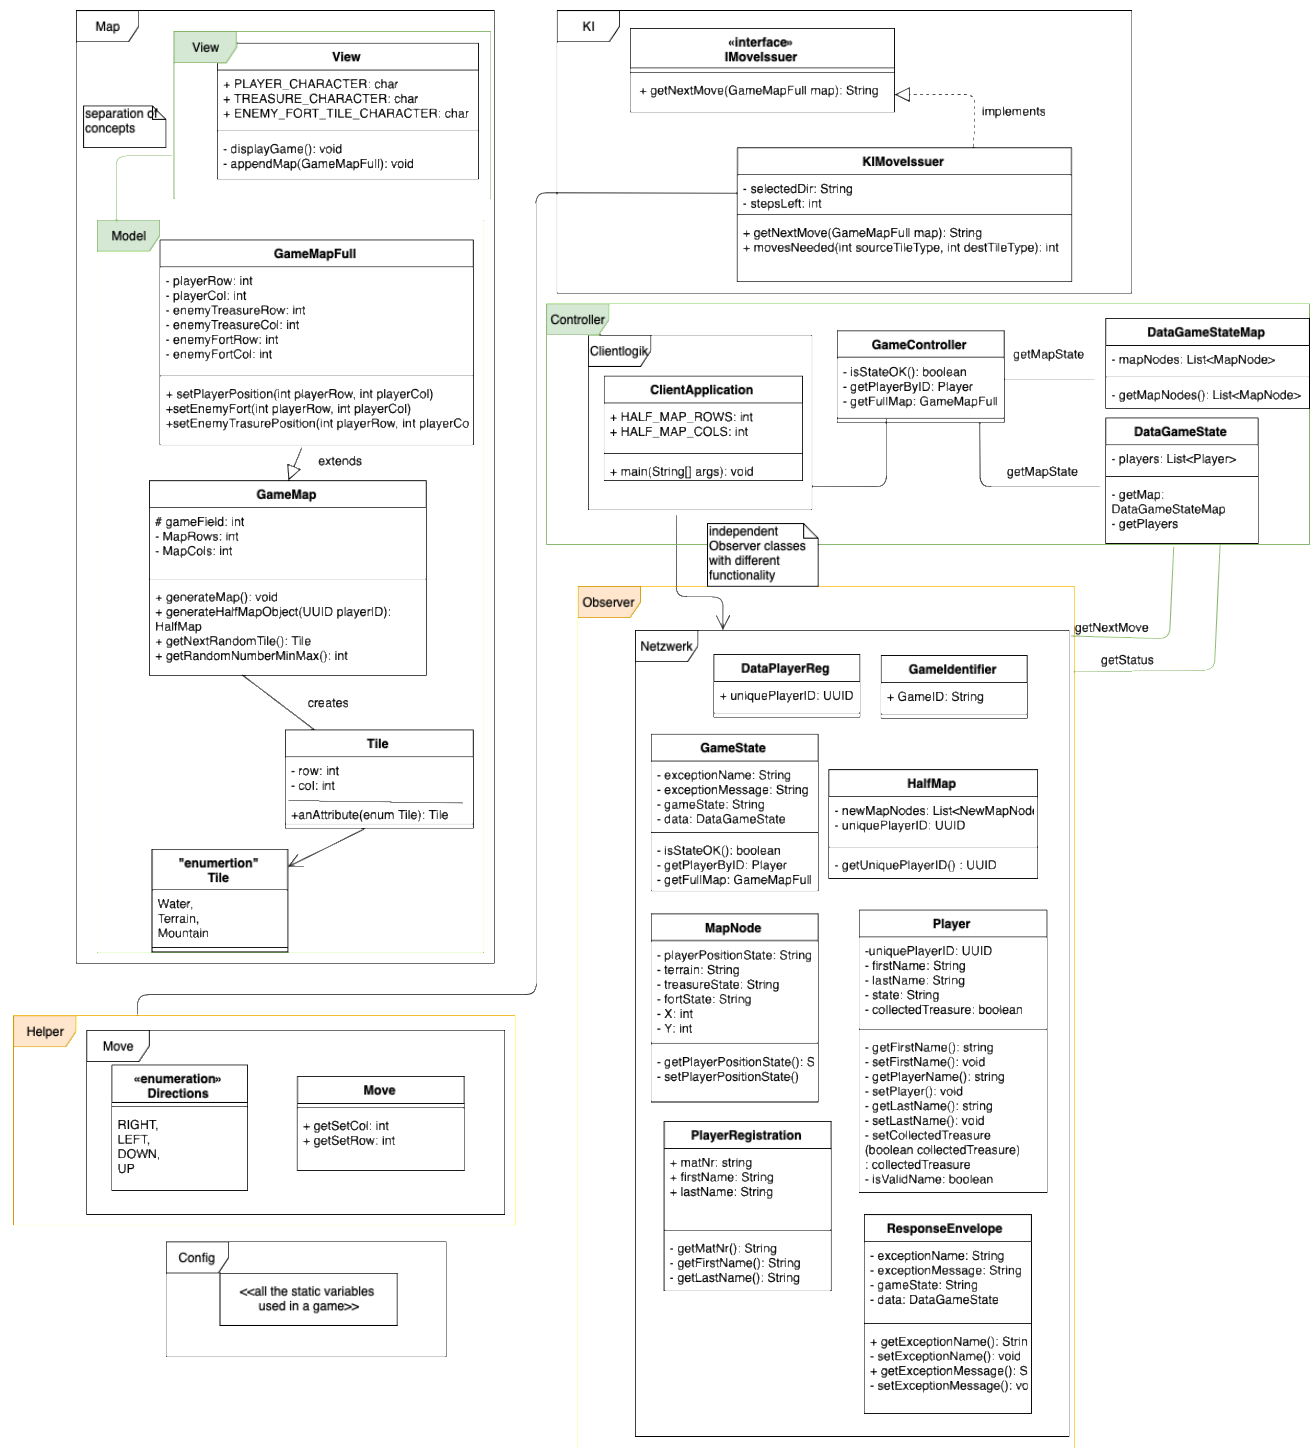 Map
View
View
+ PLAYER_CHARACTER: char
+ TREASURE_CHARACTER: char
+ ENEMY_FORT_TILE_CHARACTER: char
- displayGame(): void
- appendMap(GameMapFull): void
separation of
concepts
Model
GameMapFull
- playerRow: int
- playerCol: int
- enemyTreasureRow: int
- enemyTreasureCol: int
- enemyFortRow: int
- enemyFortCol: int
+ setPlayerPosition(int playerRow, int playerCol)
+setEnemyFort(int playerRow, int playerCol)
+setEnemyTrasurePosition(int playerRow, int playerCo
extends
GameMap
# gameField: int
- MapRows: int
- MapCols: int
+ generateMap(): void
+ generateHalfMapObject(UUID playerID):
HalfMap
+ getNextRandomTile(): Tile
+ getRandomNumberMinMax(): int
creates
Tile
- row: int
- col: int
+anAttribute(enum Tile): Tile
"enumertion"
Tile
Water,
Terrain,
Mountain
KI
«interface»
IMoveIssuer
+ getNextMove(GameMapFull map): String
implements
KIMoveIssuer
- selectedDir: String
- stepsLeft: int
+ getNextMove(GameMapFull map): String
+ movesNeeded(int sourceTileType, int destTileType): int
Controller
Clientlogik
ClientApplication
+ HALF_MAP_ROWS: int
+ HALF_MAP_COLS: int
+ main(String[] args): void
GameController
- isStateOK(): boolean
- getPlayerByID: Player
- getFullMap: GameMapFull
getMapState
getMapState
DataGameStateMap
- mapNodes: List<MapNode>
- getMapNodes(): List<MapNode>
DataGameState
- players: List<Player>
- getMap:
DataGameStateMap
- getPlayers
independent
Observer classes
with different
functionality
getNextMove
getStatus
Observer
Netzwerk
DataPlayerReg
+ uniquePlayerID: UUID
GameIdentifier
+ GameID: String
GameState
- exceptionName: String
- exceptionMessage: String
- gameState: String
- data: DataGameState
- isStateOK(): boolean
- getPlayerByID: Player
- getFullMap: GameMapFull
HalfMap
- newMapNodes: List<NewMapNode
- uniquePlayerID: UUID
- getUniquePlayerID() : UUID
MapNode
- playerPositionState: String
- terrain: String
- treasureState: String
- fortState: String
- X: int
- Y: int
- getPlayerPositionState(): S
- setPlayerPositionState()
Player
-uniquePlayerID: UUID
- firstName: String
- lastName: String
- state: String
- collectedTreasure: boolean
- getFirstName(): string
- setFirstName(): void
- getPlayerName(): string
- setPlayer(): void
- getLastName(): string
- setLastName(): void
- setCollectedTreasure
(boolean collectedTreasure)
: collectedTreasure
- isValidName: boolean
PlayerRegistration
+ matNr: string
+ firstName: String
+ lastName: String
- getMatNr(): String
- getFirstName(): String
- getLastName(): String
ResponseEnvelope
- exceptionName: String
- exceptionMessage: String
- gameState: String
- data: DataGameState
+ getExceptionName(): Strin
- setExceptionName(): void
+ getExceptionMessage(): S
- setExceptionMessage(): vo
Helper
Move
«enumeration»
Directions
RIGHT,
LEFT,
DOWN,
UP
Move
+ getSetCol: int
+ getSetRow: int
Config
<<all the static variables
used in a game>>